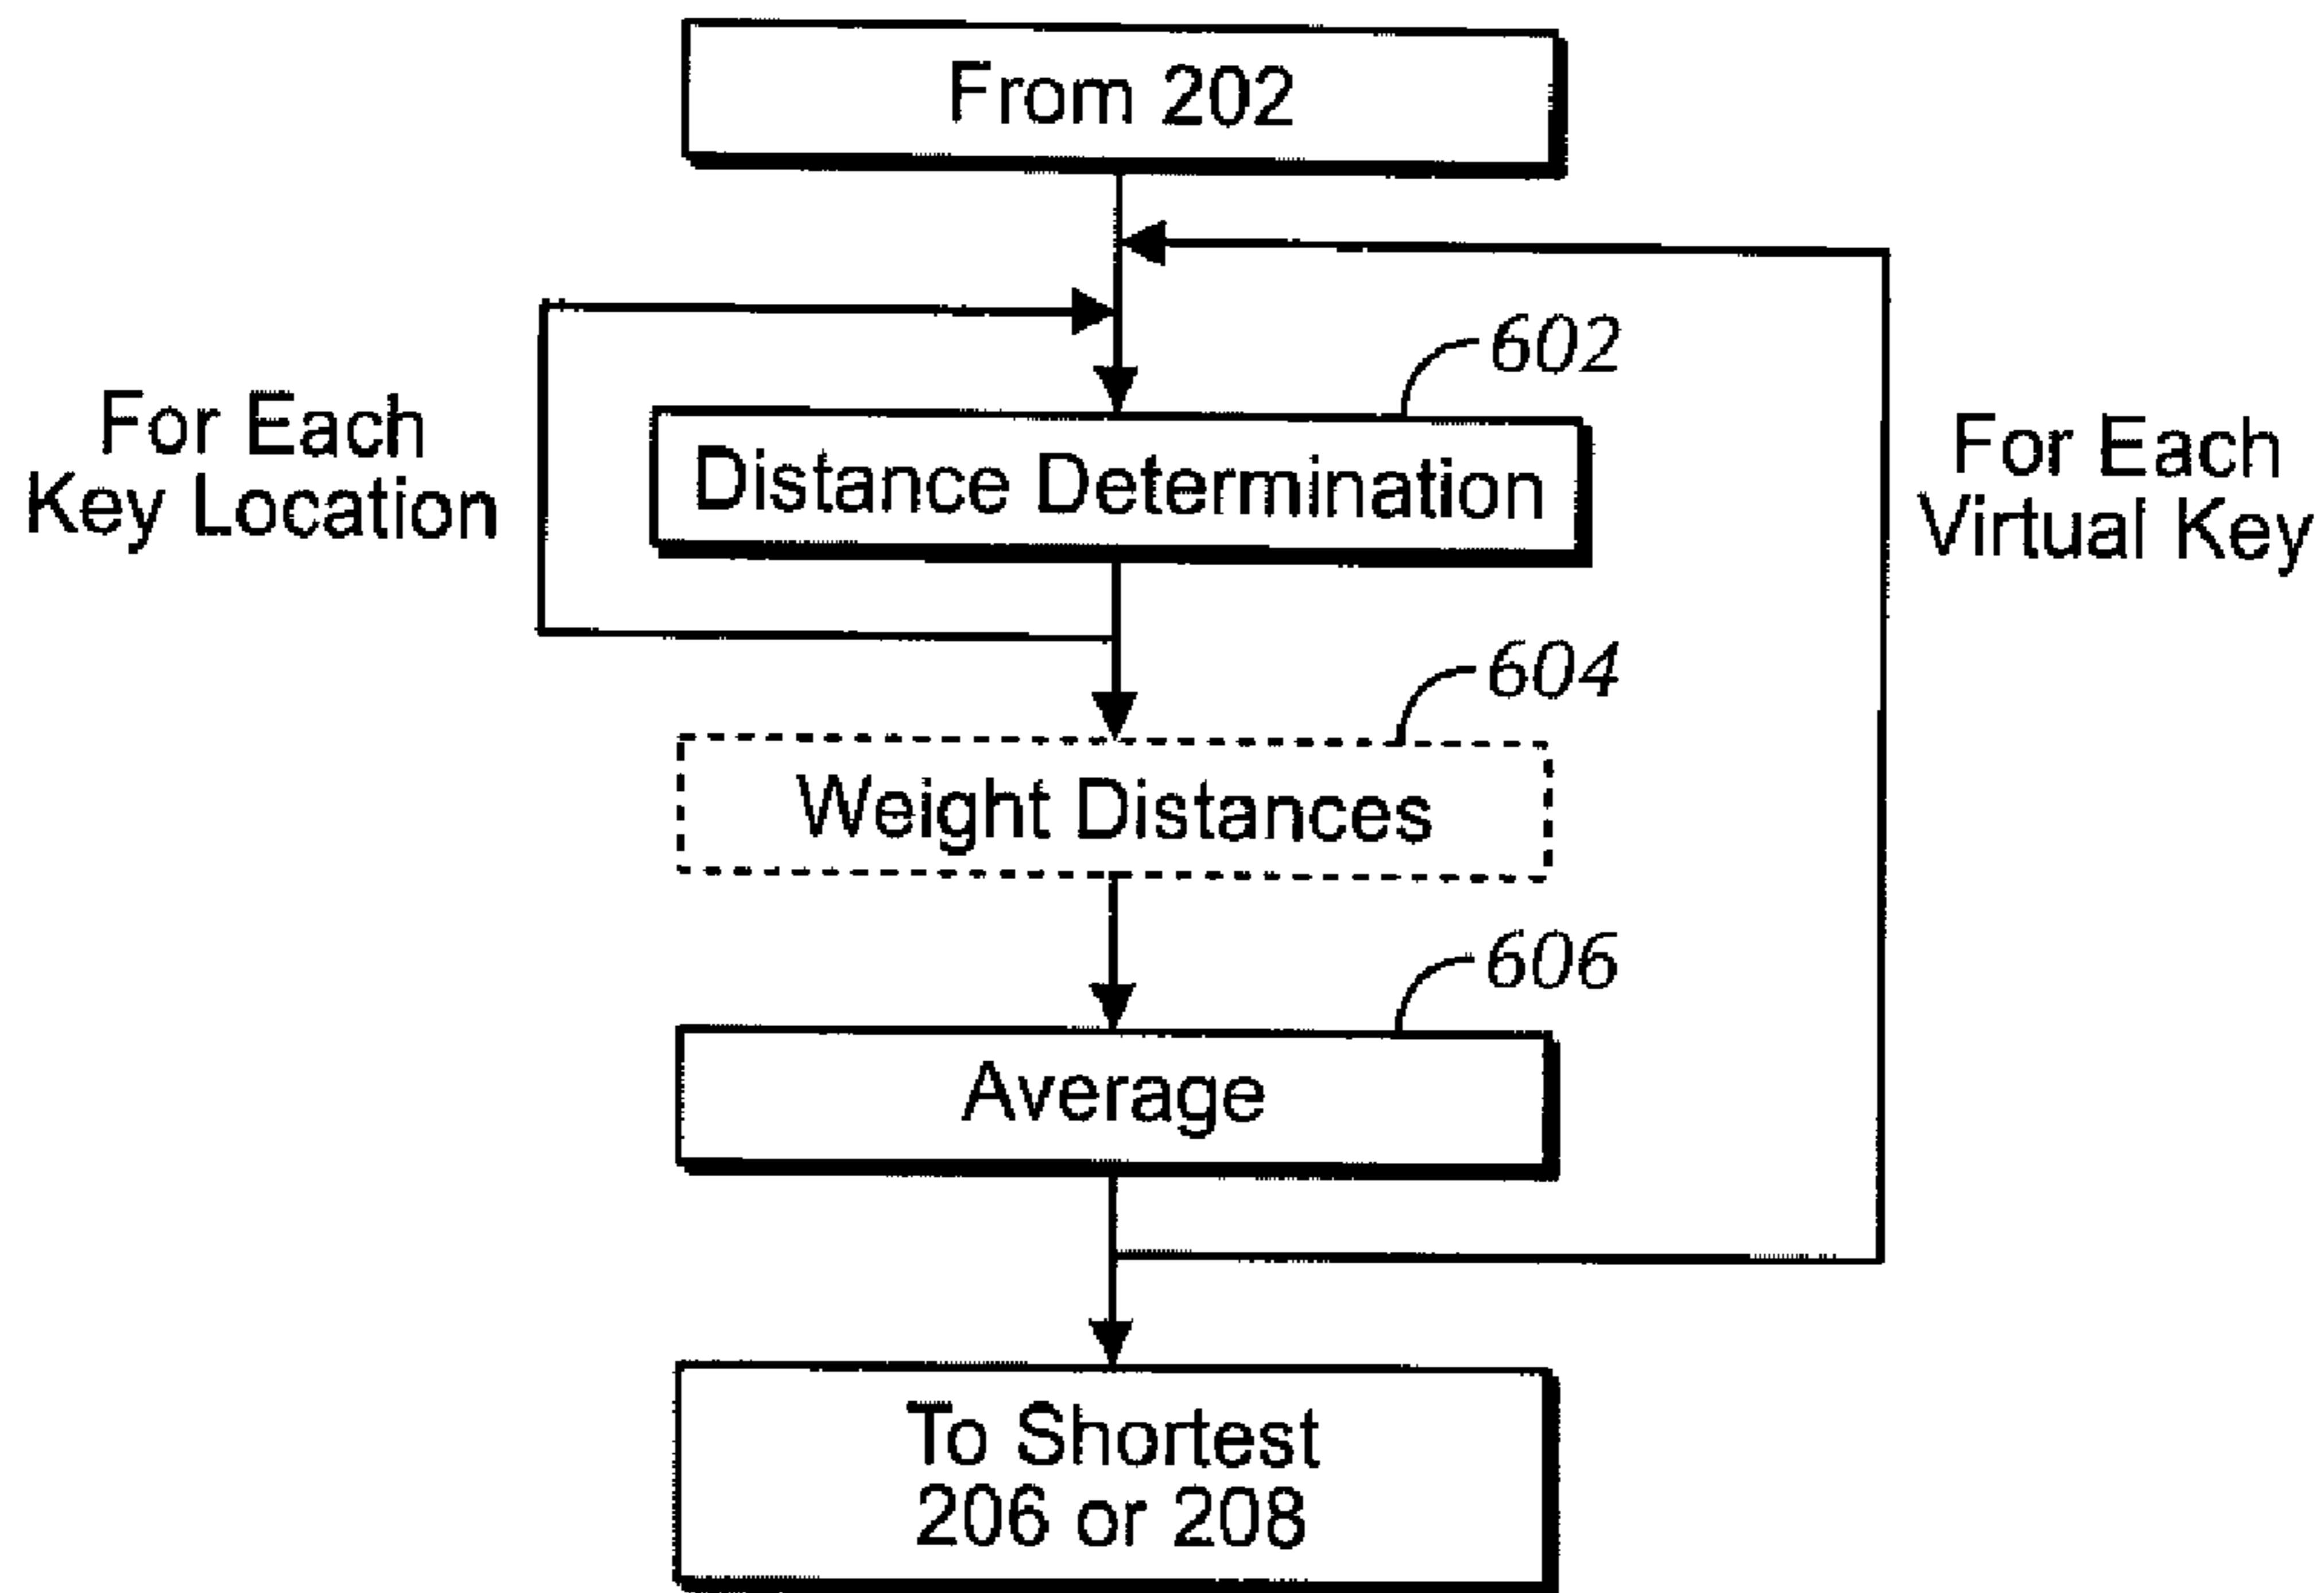 From 202
602
For Each
Key Location
Distance Determination
For Each
Virtual Key
604
Weight Distances
606
Average
To Shortest
206 or 208